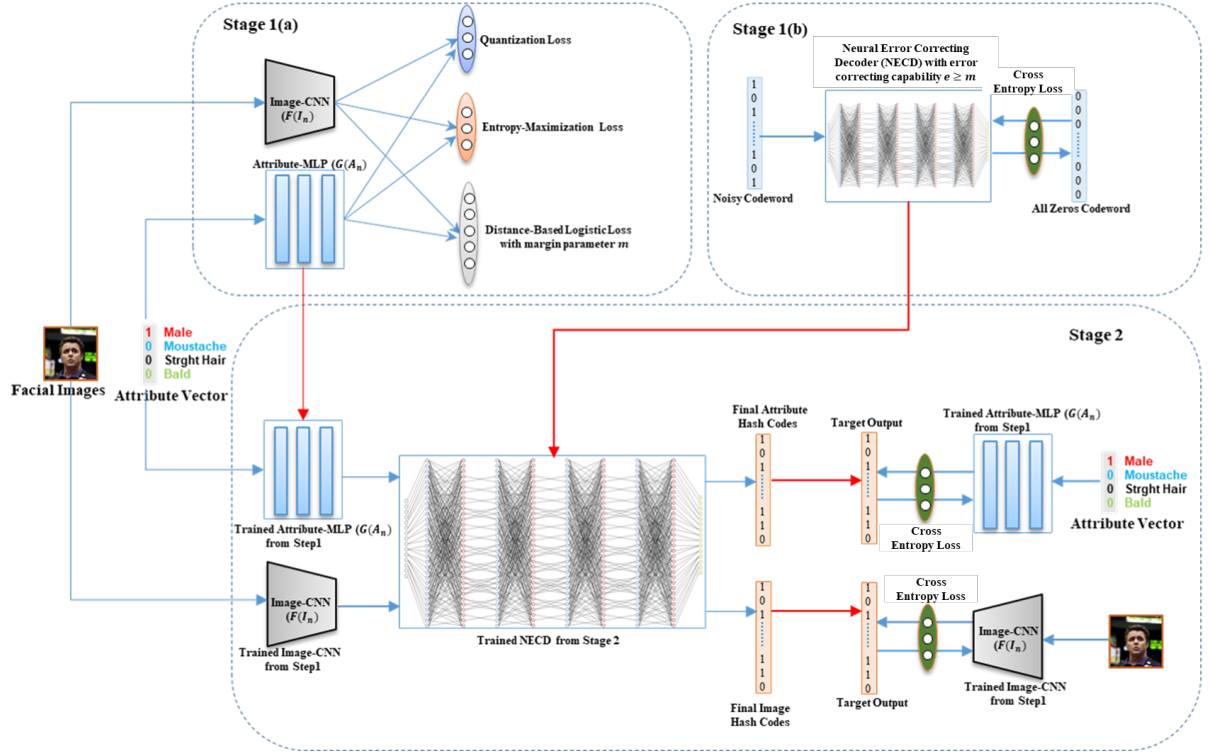 Stage 1(a)
Quantization Loss
Image-CNN
(F(I_n)
Entropy-Maximization Loss
Attribute-MLP (G(A_n)
Distance-Based Logistic Loss
with margin parameter m
Stage 1(b)
Neural Error Correcting
Decoder (NECD) with error
correcting capability e ≥ m
Cross
Entropy Loss
1
0
1
1
0
1
Noisy Codeword
0
0
0
0
0
0
All Zeros Codeword
Facial Images
1 Male
0 Moustache
0 Strght Hair
0 Bald
Attribute Vector
Stage 2
Trained Attribute-MLP (G(A_n)
from Step1
Image-CNN
(F(I_n)
Trained Image-CNN
from Step1
Trained NECD from Stage 2
Final Attribute
Hash Codes
1
0
1
1
1
0
Target Output
1
0
1
1
1
0
Cross
Entropy Loss
Trained Attribute-MLP (G(A_n)
from Step1
1 Male
0 Moustache
0 Strght Hair
0 Bald
Attribute Vector
1
0
1
1
1
0
Final Image
Hash Codes
1
0
1
1
1
0
Target Output
Cross
Entropy Loss
Image-CNN
(F(I_n)
Trained Image-CNN
from Step1